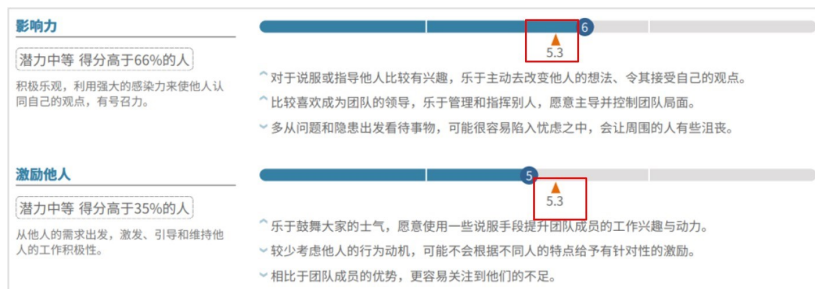 影响力
6
5.3
潜力中等 得分高于66%的人
积极乐观，利用强大的感染力来使他人认
同自己的观点，有号召力。
对于说服或指导他人比较有兴趣，乐于主动去改变他人的想法、令其接受自己的观点。
比较喜欢成为团队的领导，乐于管理和指挥别人，愿意主导并控制团队局面。
多从问题和隐患出发看待事物，可能很容易陷入忧虑之中，会让周围的人有些沮丧。
激励他人
5
5.3
潜力中等 得分高于35%的人
从他人的需求出发，激发、引导和维持他
人的工作积极性。
乐于鼓舞大家的士气，愿意使用一些说服手段提升团队成员的工作兴趣与动力。
较少考虑他人的行为动机，可能不会根据不同人的特点给予有针对性的激励。
相比于团队成员的优势，更容易关注到他们的不足。